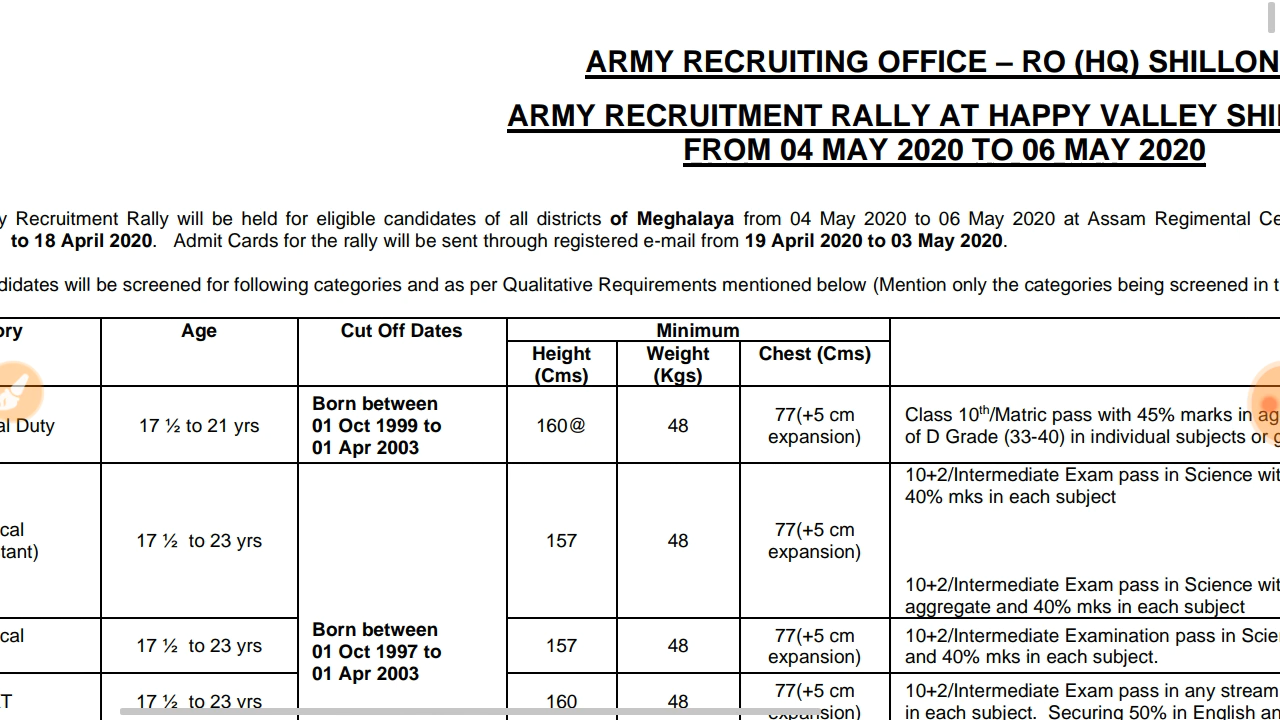 ARMY RECRUITING OFFICE – RO (HQ) SHILLON
ARMY RECRUITMENT RALLY AT HAPPY VALLEY SHI
FROM 04 MAY 2020 TO 06 MAY 2020
y Recruitment Rally will be held for eligible candidates of all districts of Meghalaya from 04 May 2020 to 06 May 2020 at Assam Regimental Ce
to 18 April 2020. Admit Cards for the rally will be sent through registered e-mail from 19 April 2020 to 03 May 2020.
didates will be screened for following categories and as per Qualitative Requirements mentioned below (Mention only the categories being screened in t
ory Age Cut Off Dates Minimum
Height (Cms) Weight (Kgs) Chest (Cms)
al Duty
17 ½ to 21 yrs
Born between
01 Oct 1999 to
01 Apr 2003
160@
48
77(+5 cm
expansion)
Class 10th/Matric pass with 45% marks in ag
of D Grade (33-40) in individual subjects or g
cal
tant)
17 ½ to 23 yrs
Born between
01 Oct 1997 to
01 Apr 2003
157
48
77(+5 cm
expansion)
10+2/Intermediate Exam pass in Science wit
40% mks in each subject
10+2/Intermediate Exam pass in Science wit
aggregate and 40% mks in each subject
cal
17 ½ to 23 yrs
157
48
77(+5 cm
expansion)
10+2/Intermediate Examination pass in Scie
and 40% mks in each subject.
T
17 ½ to 23 yrs
160
48
77(+5 cm
expansion)
10+2/Intermediate Exam pass in any stream
in each subject. Securing 50% in English an